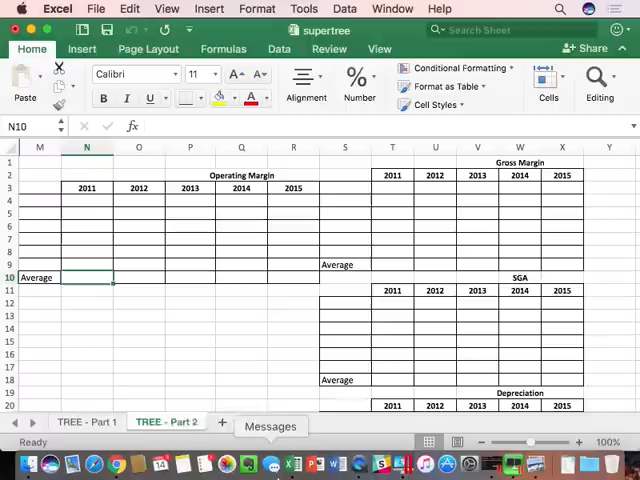 Excel File Edit View Insert Format Tools Data Window Help
supertree
Search Sheet
Home Insert Page Layout Formulas Data Review View Share
Calibri 11 Conditional Formatting
Format as Table
Cell Styles
Paste B I U A Alignment % Number Cells Editing
N10 fx
M N O P Q R S T U V W X Y
1 Gross Margin
2 Operating Margin 2011 2012 2013 2014 2015
3 2011 2012 2013 2014 2015
4
5
6
7
8
9 Average
10 Average SGA
11 2011 2012 2013 2014 2015
12
13
14
15
16
17
18 Average
19 Depreciation
20 2011 2012 2013 2014 2015
TREE - Part 1 TREE - Part 2 +
Messages
Ready 100%